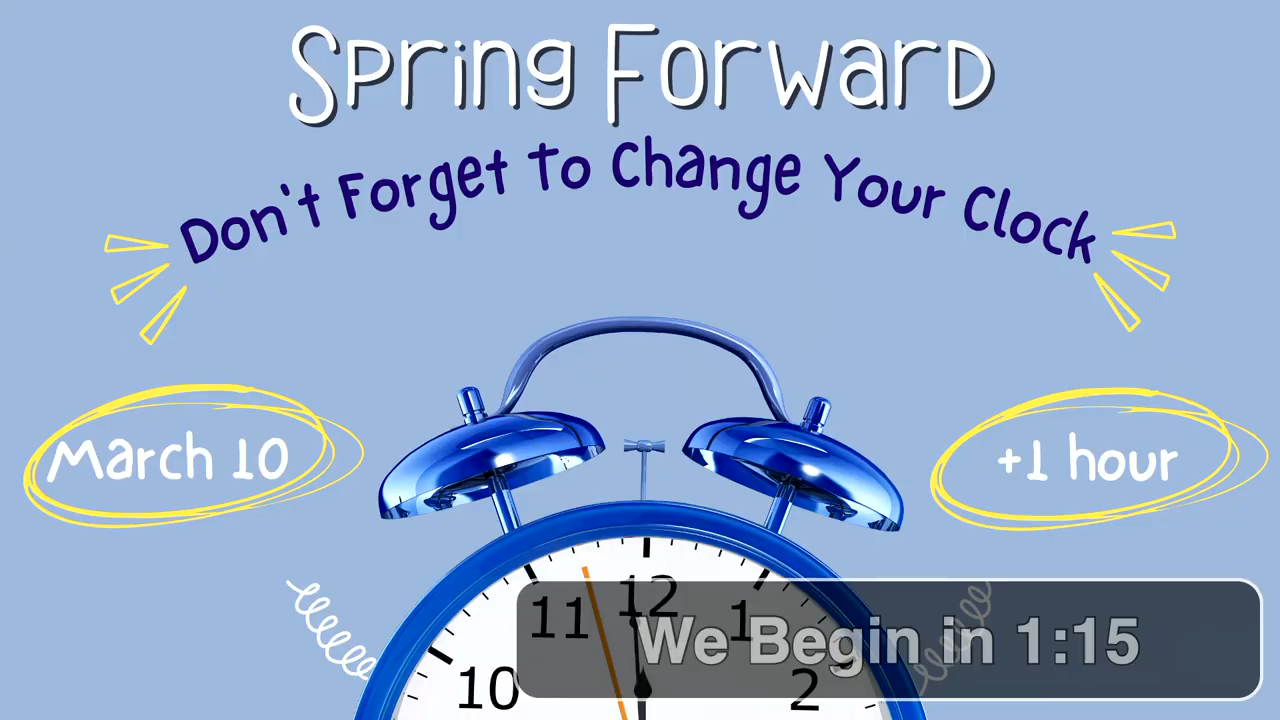 Spring Forward
Don't Forget To Change Your Clock
March 10
+1 hour
11 12 1
10 2
We Begin in 1:15